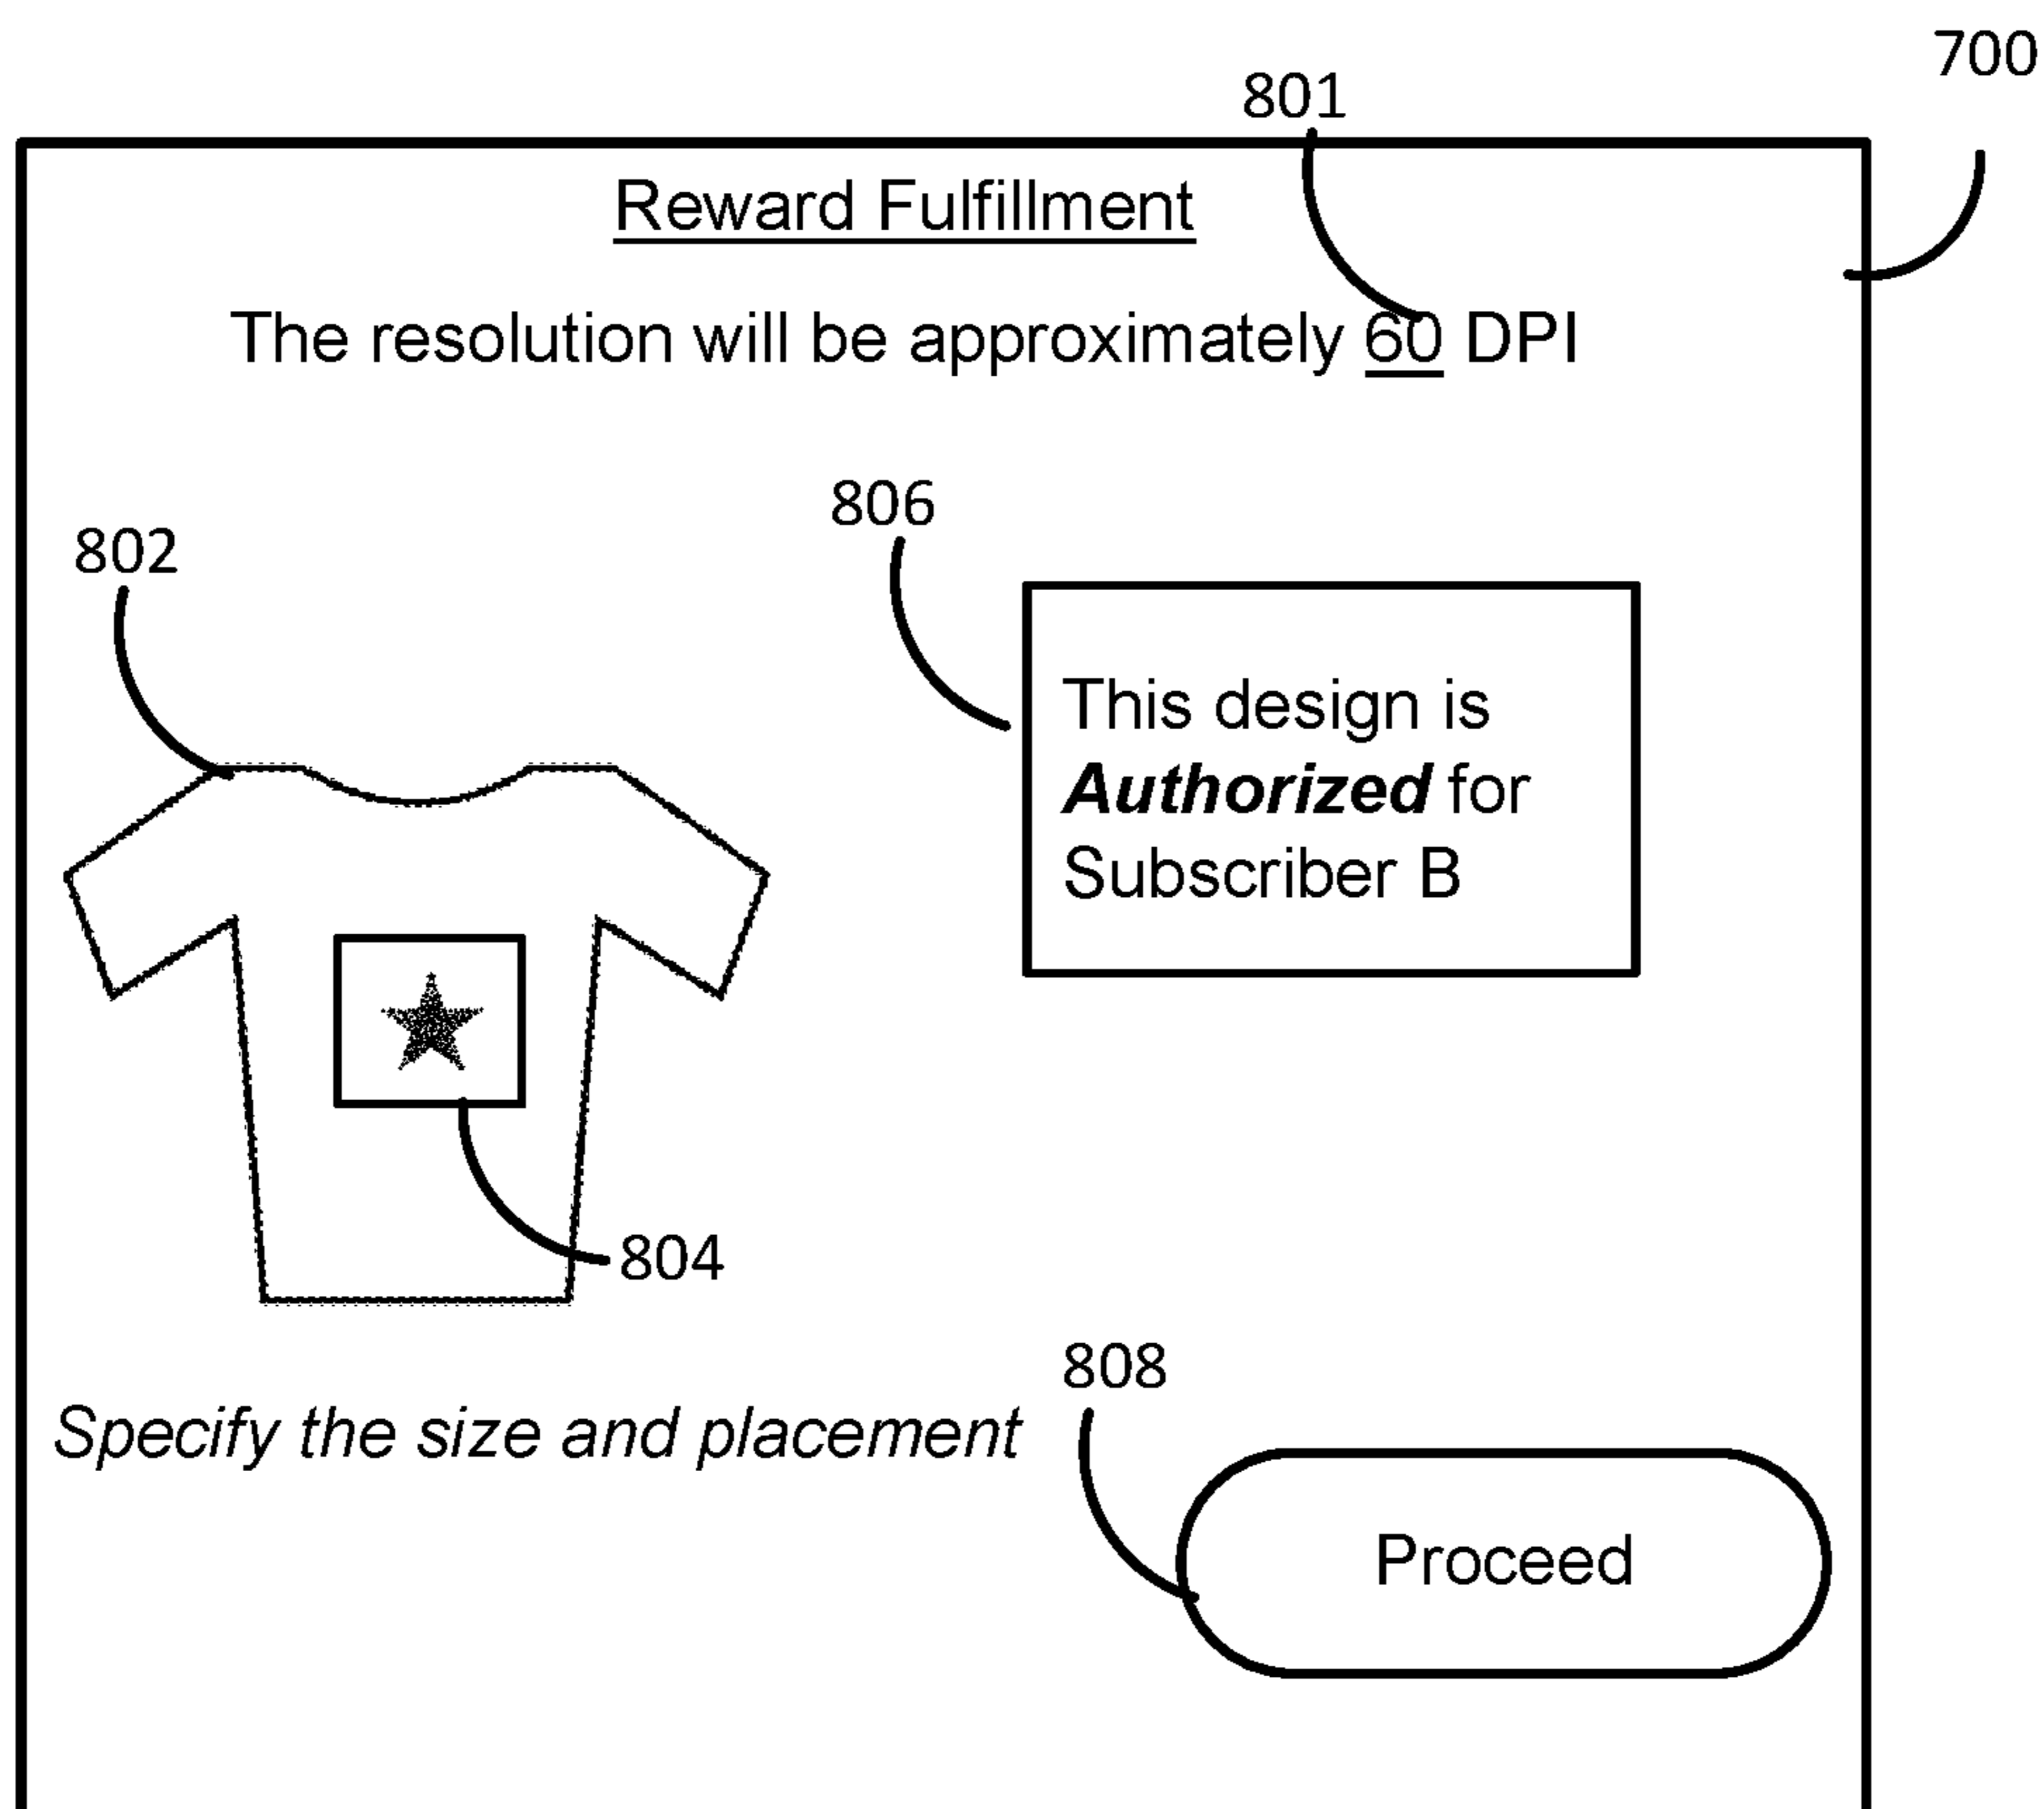 700
801
Reward Fulfillment
The resolution will be approximately 60 DPI
806
802
This design is
Authorized for
Subscriber B
804
808
Specify the size and placement
Proceed